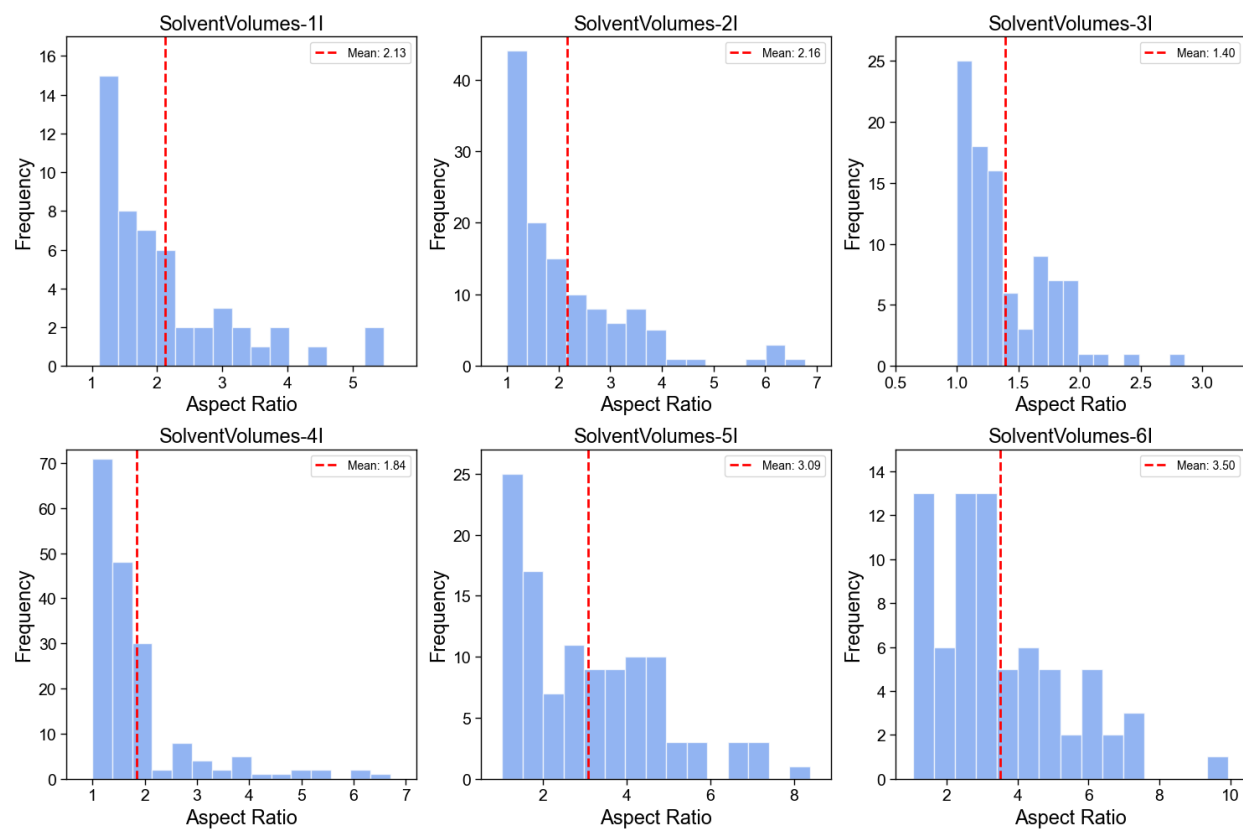 SolventVolumes-1I
Mean: 2.13
Frequency
16
14
12
10
8
6
4
2
0
1 2 3 4 5
Aspect Ratio
SolventVolumes-2I
Mean: 2.16
Frequency
40
30
20
10
0
1 2 3 4 5 6 7
Aspect Ratio
SolventVolumes-3I
Mean: 1.40
Frequency
25
20
15
10
5
0
0.5 1.0 1.5 2.0 2.5 3.0
Aspect Ratio
SolventVolumes-4I
Mean: 1.84
Frequency
70
60
50
40
30
20
10
0
1 2 3 4 5 6 7
Aspect Ratio
SolventVolumes-5I
Mean: 3.09
Frequency
25
20
15
10
5
0
2 4 6 8
Aspect Ratio
SolventVolumes-6I
Mean: 3.50
Frequency
14
12
10
8
6
4
2
0
2 4 6 8 10
Aspect Ratio